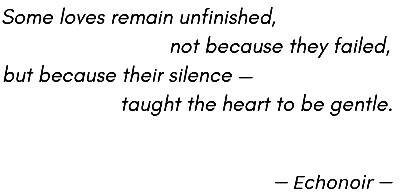 Some loves remain unfinished,
not because they failed,
but because their silence —
taught the heart to be gentle.
— Echonoir —